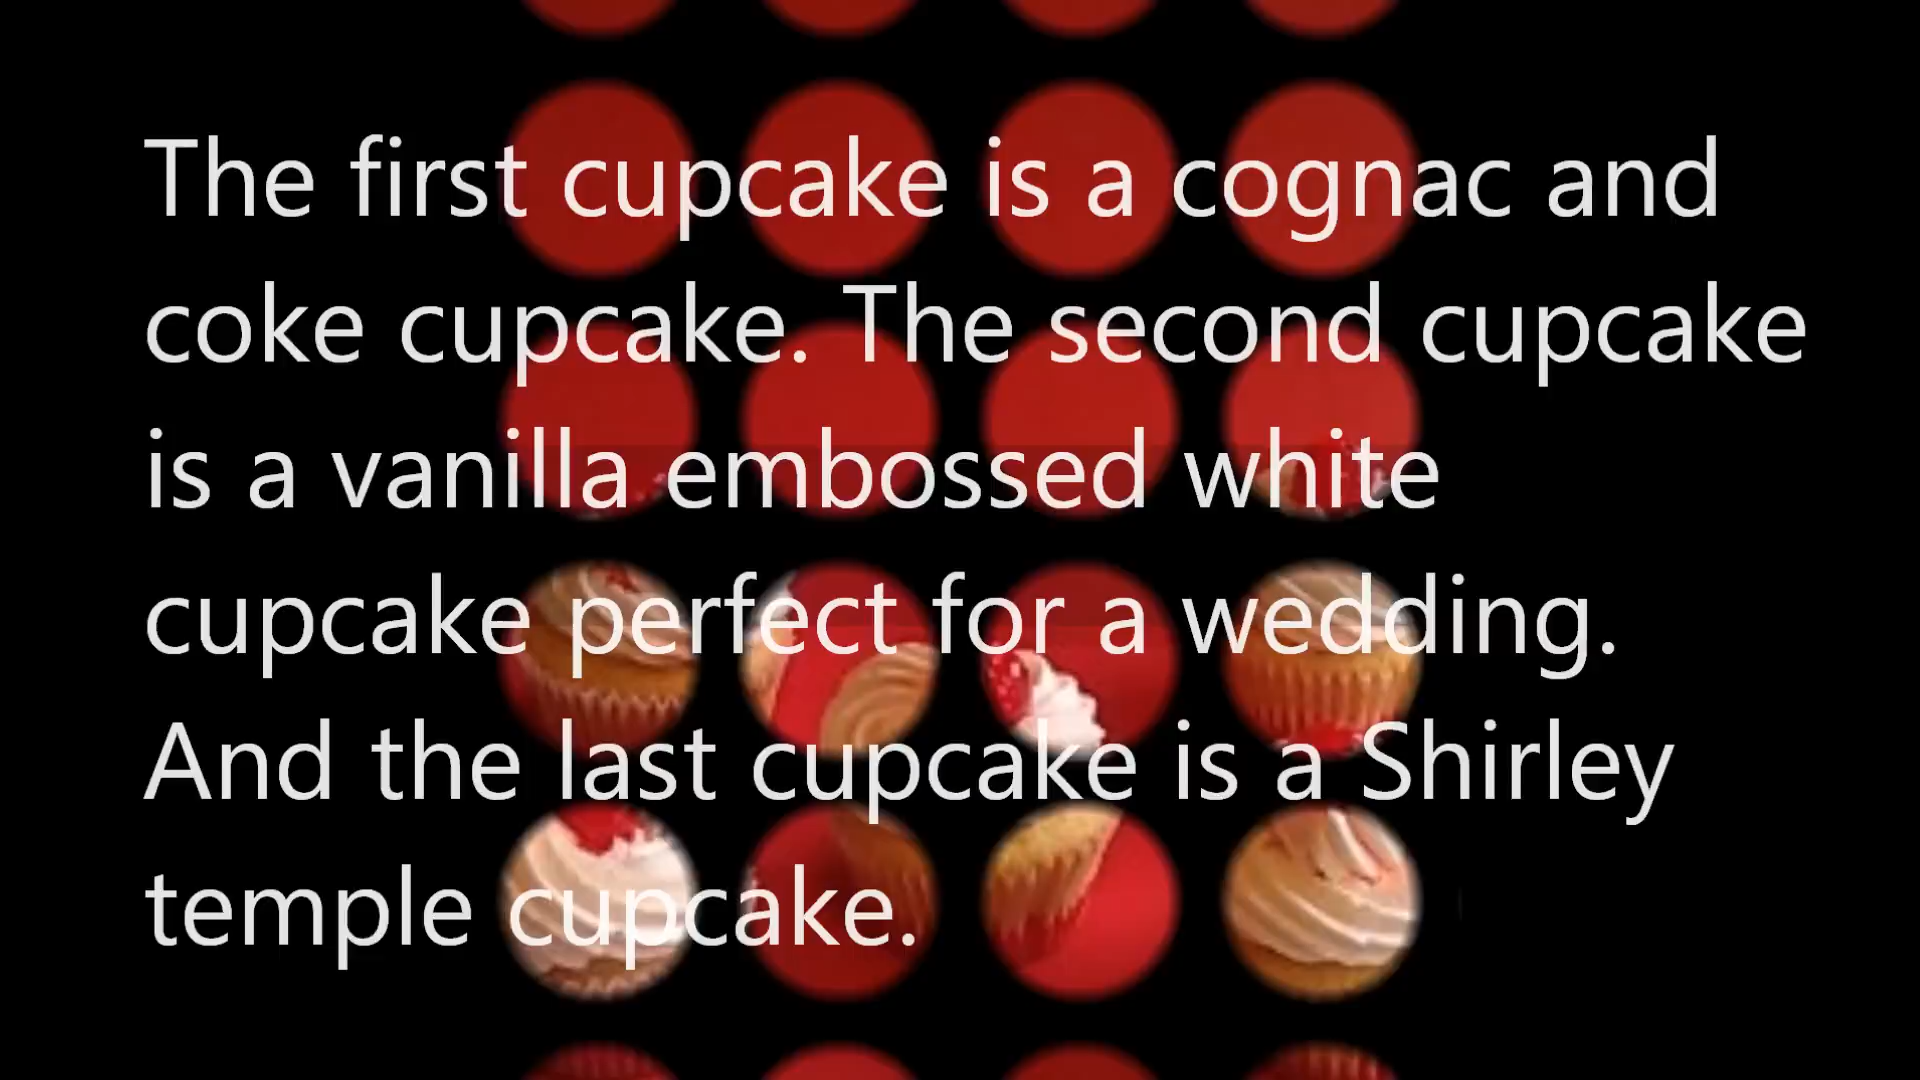 The first cupcake is a cognac and
coke cupcake. The second cupcake
is a vanilla embossed white
cupcake perfect for a wedding.
And the last cupcake is a Shirley
temple cupcake.